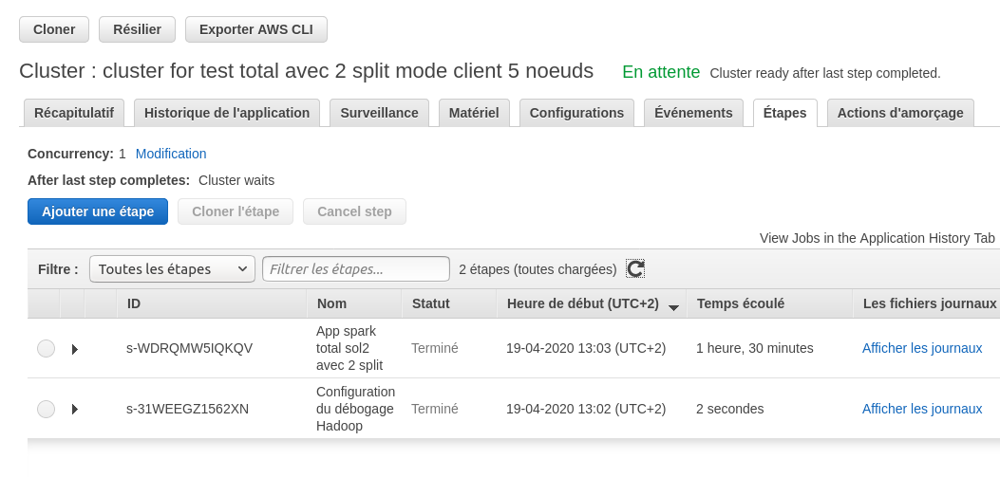 Cloner Résilier Exporter AWS CLI
Cluster : cluster for test total avec 2 split mode client 5 noeuds En attente Cluster ready after last step completed.
Récapitulatif Historique de l'application Surveillance Matériel Configurations Événements Étapes Actions d'amorçage
Concurrency: 1 Modification
After last step completes: Cluster waits
Ajouter une étape Cloner l'étape Cancel step
View Jobs in the Application History Tab
Filtre : Toutes les étapes Filtrer les étapes... 2 étapes (toutes chargées)
ID Nom Statut Heure de début (UTC+2) Temps écoulé Les fichiers journaux
App spark
s-WDRQMW5IQKQV total sol2 Terminé 19-04-2020 13:03 (UTC+2) 1 heure, 30 minutes Afficher les journaux
avec 2 split
Configuration
s-31WEEGZ1562XN du débogage Terminé 19-04-2020 13:02 (UTC+2) 2 secondes Afficher les journaux
Hadoop